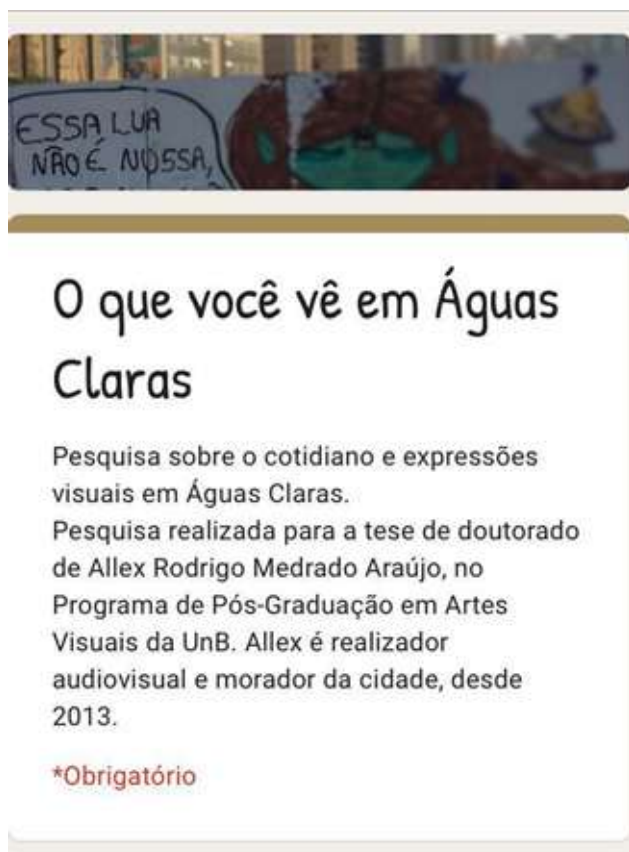 ESSA LUA
NÃO É NOSSA,
O que você vê em Águas
Claras
Pesquisa sobre o cotidiano e expressões
visuais em Águas Claras.
Pesquisa realizada para a tese de doutorado
de Allex Rodrigo Medrado Araújo, no
Programa de Pós-Graduação em Artes
Visuais da UnB. Allex é realizador
audiovisual e morador da cidade, desde
2013.
*Obrigatório